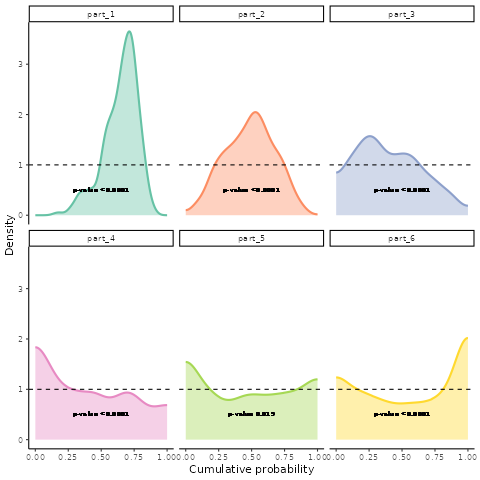 part_1
part_2
part_3
3
2
1
0
p-value <0.0001
p-value <0.0001
p-value <0.0001
Density
part_4
part_5
part_6
3
2
1
0
p-value <0.0001
p-value 0.019
p-value <0.0001
0.00 0.25 0.50 0.75 1.00
0.00 0.25 0.50 0.75 1.00
0.00 0.25 0.50 0.75 1.00
Cumulative probability